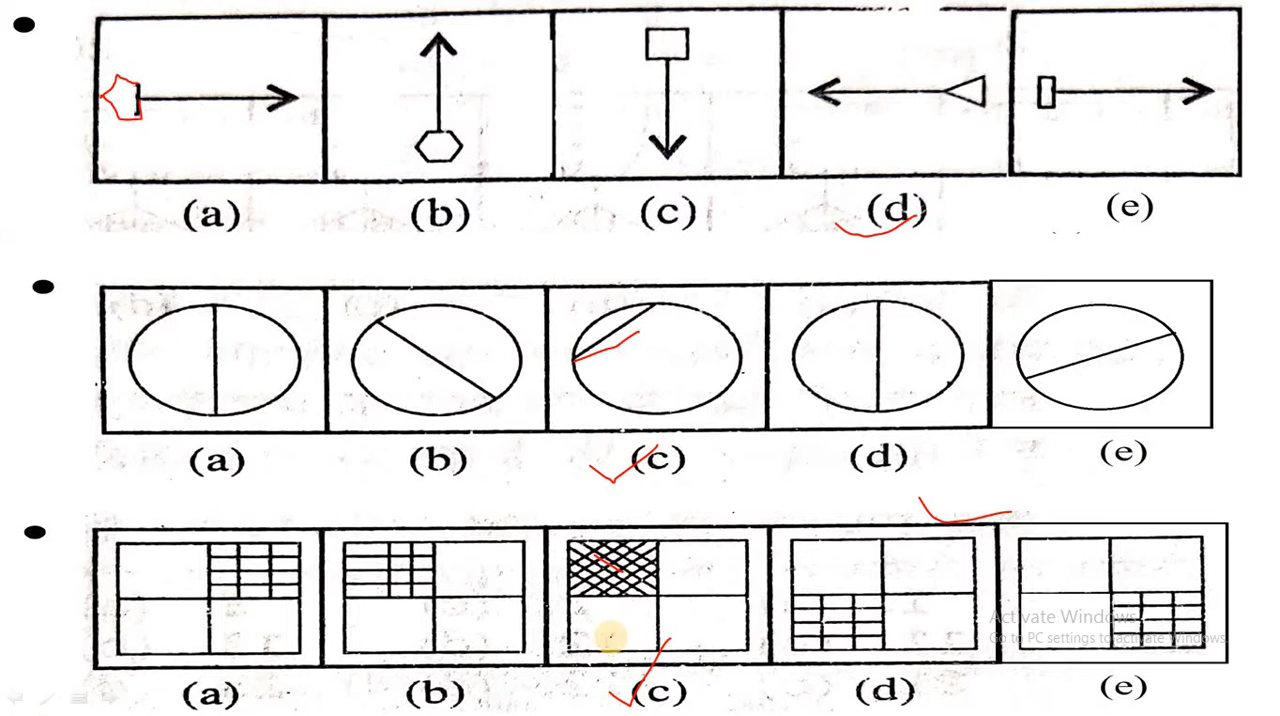 (a) (b) (c) (d) (e)
(a) (b) (c) (d) (e)
Activate Windows
Go to PC settings to activate Windows
(a) (b) (c) (d) (e)